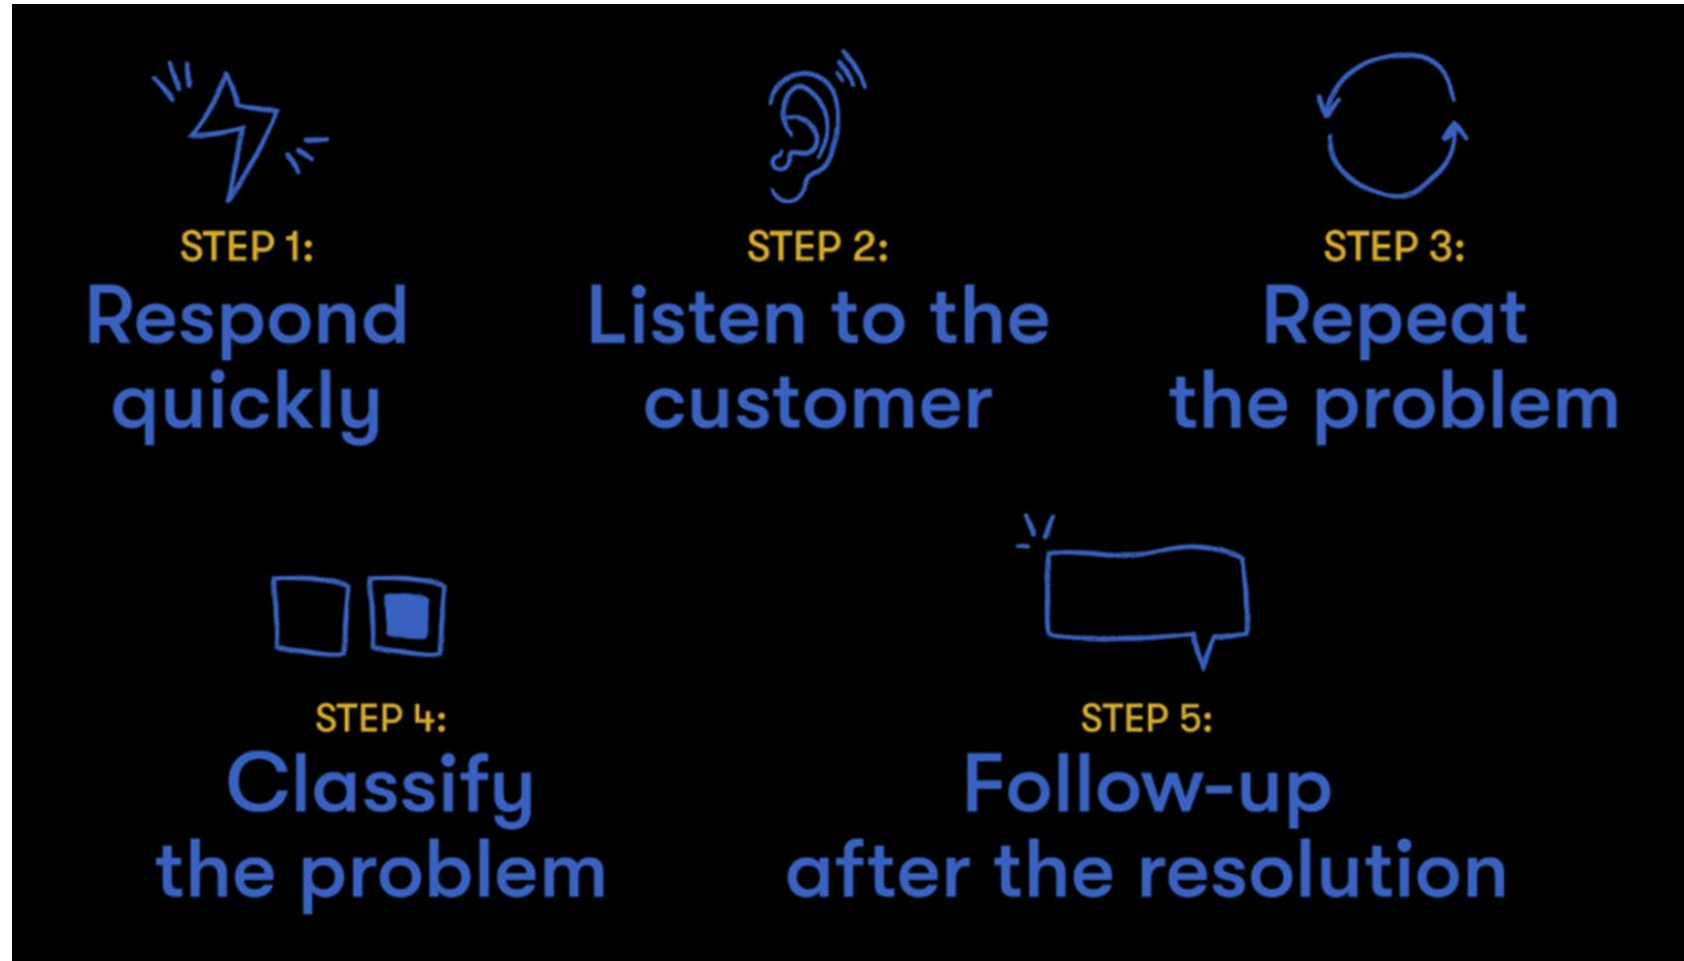 STEP 1:
Respond
quickly
STEP 2:
Listen to the
customer
STEP 3:
Repeat
the problem
STEP 4:
Classify
the problem
STEP 5:
Follow-up
after the resolution